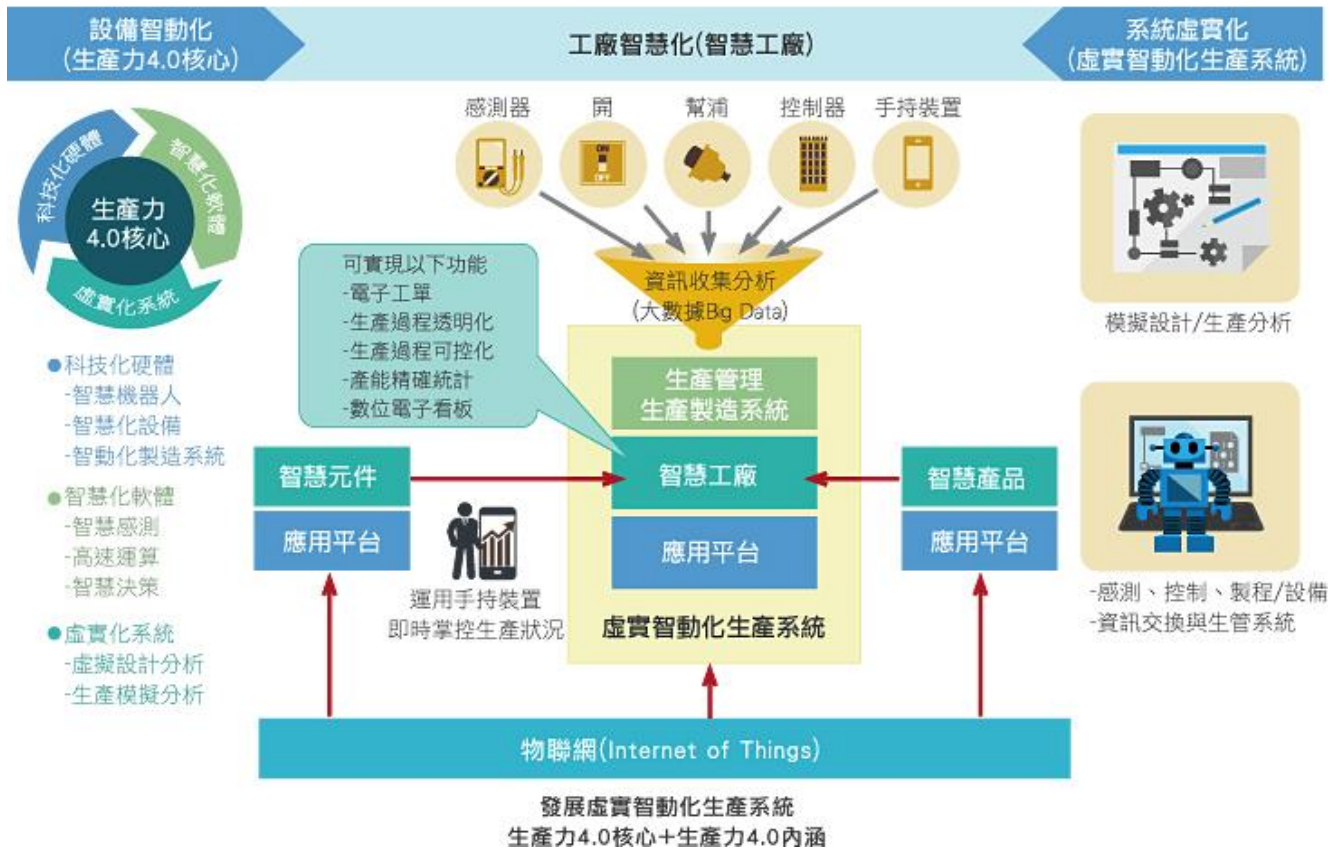 設備智動化
(生產力4.0核心)
工廠智慧化(智慧工廠)
系統虛實化
(虛實智動化生產系統)
科技化硬體
智慧化軟體
虛實化系統
生產力
4.0核心
●科技化硬體
-智慧機器人
-智慧化設備
-智動化製造系統
●智慧化軟體
-智慧感測
-高速運算
-智慧決策
●虛實化系統
-虛擬設計分析
-生產模擬分析
感測器
開
幫浦
控制器
手持裝置
ON
OFF
資訊收集分析
(大數據Bg Data)
可實現以下功能
-電子工單
-生產過程透明化
-生產過程可控化
-產能精確統計
-數位電子看板
生產管理
生產製造系統
智慧元件
應用平台
智慧工廠
應用平台
智慧產品
應用平台
運用手持裝置
即時掌控生產狀況
虛實智動化生產系統
模擬設計/生產分析
-感測、控制、製程/設備
-資訊交換與生管系統
物聯網(Internet of Things)
發展虛實智動化生產系統
生產力4.0核心+生產力4.0內涵